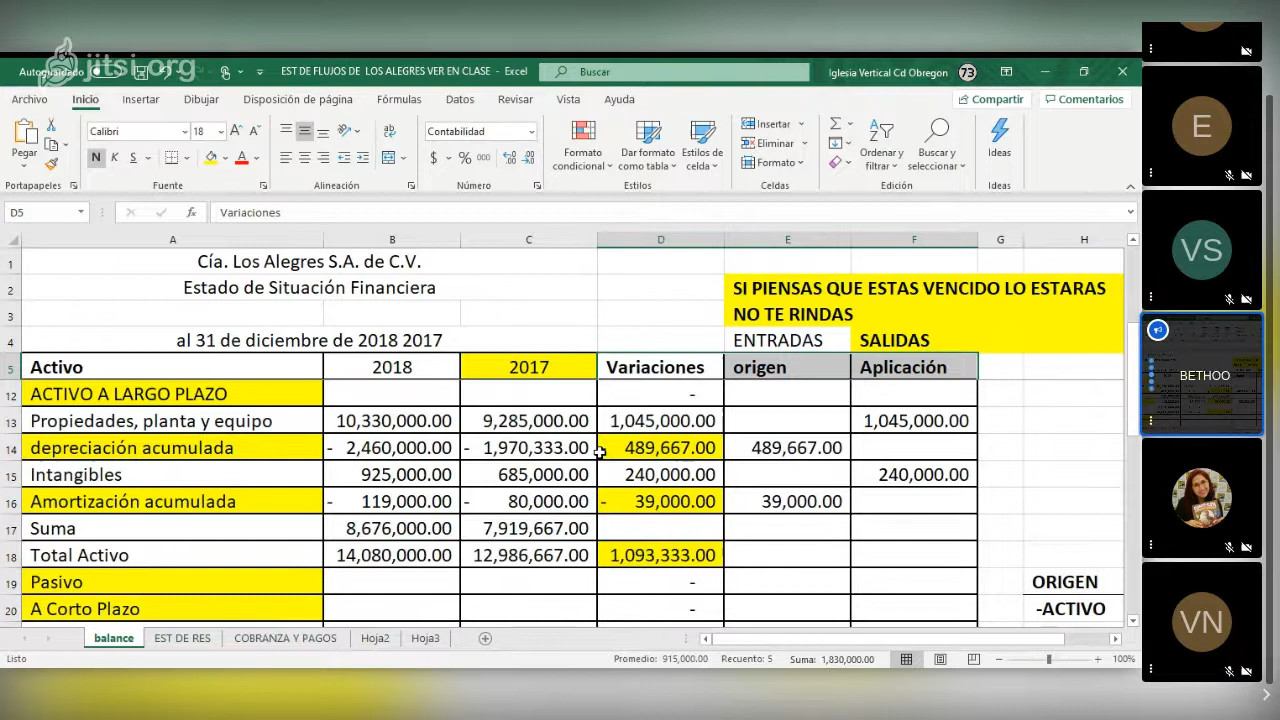 jitsi.org
Autoguardado
EST DE FLUJOS DE LOS ALEGRES VER EN CLASE - Excel
Buscar
Iglesia Vertical Cd Obregon
73
Archivo Inicio Insertar Dibujar Disposición de página Fórmulas Datos Revisar Vista Ayuda
Compartir Comentarios
Pegar
Calibri 18 A A
N K S
Contabilidad
$ % 000
Formato condicional
Dar formato como tabla
Estilos de celda
Insertar
Eliminar
Formato
Ordenar y filtrar
Buscar y seleccionar
Ideas
Portapapeles Fuente Alineación Número Estilos Celdas Edición Ideas
D5 fx Variaciones
A B C D E F G H
1 Cía. Los Alegres S.A. de C.V.
2 Estado de Situación Financiera SI PIENSAS QUE ESTAS VENCIDO LO ESTARAS
3 NO TE RINDAS
4 al 31 de diciembre de 2018 2017 ENTRADAS SALIDAS
5 Activo 2018 2017 Variaciones origen Aplicación
12 ACTIVO A LARGO PLAZO -
13 Propiedades, planta y equipo 10,330,000.00 9,285,000.00 1,045,000.00 1,045,000.00
14 depreciación acumulada - 2,460,000.00 - 1,970,333.00 489,667.00 489,667.00
15 Intangibles 925,000.00 685,000.00 240,000.00 240,000.00
16 Amortización acumulada - 119,000.00 - 80,000.00 - 39,000.00 39,000.00
17 Suma 8,676,000.00 7,919,667.00
18 Total Activo 14,080,000.00 12,986,667.00 1,093,333.00
19 Pasivo - ORIGEN
20 A Corto Plazo - -ACTIVO
balance EST DE RES COBRANZA Y PAGOS Hoja2 Hoja3
Listo Promedio: 915,000.00 Recuento: 5 Suma: 1,830,000.00 100%
E
VS
BETHOO
VN